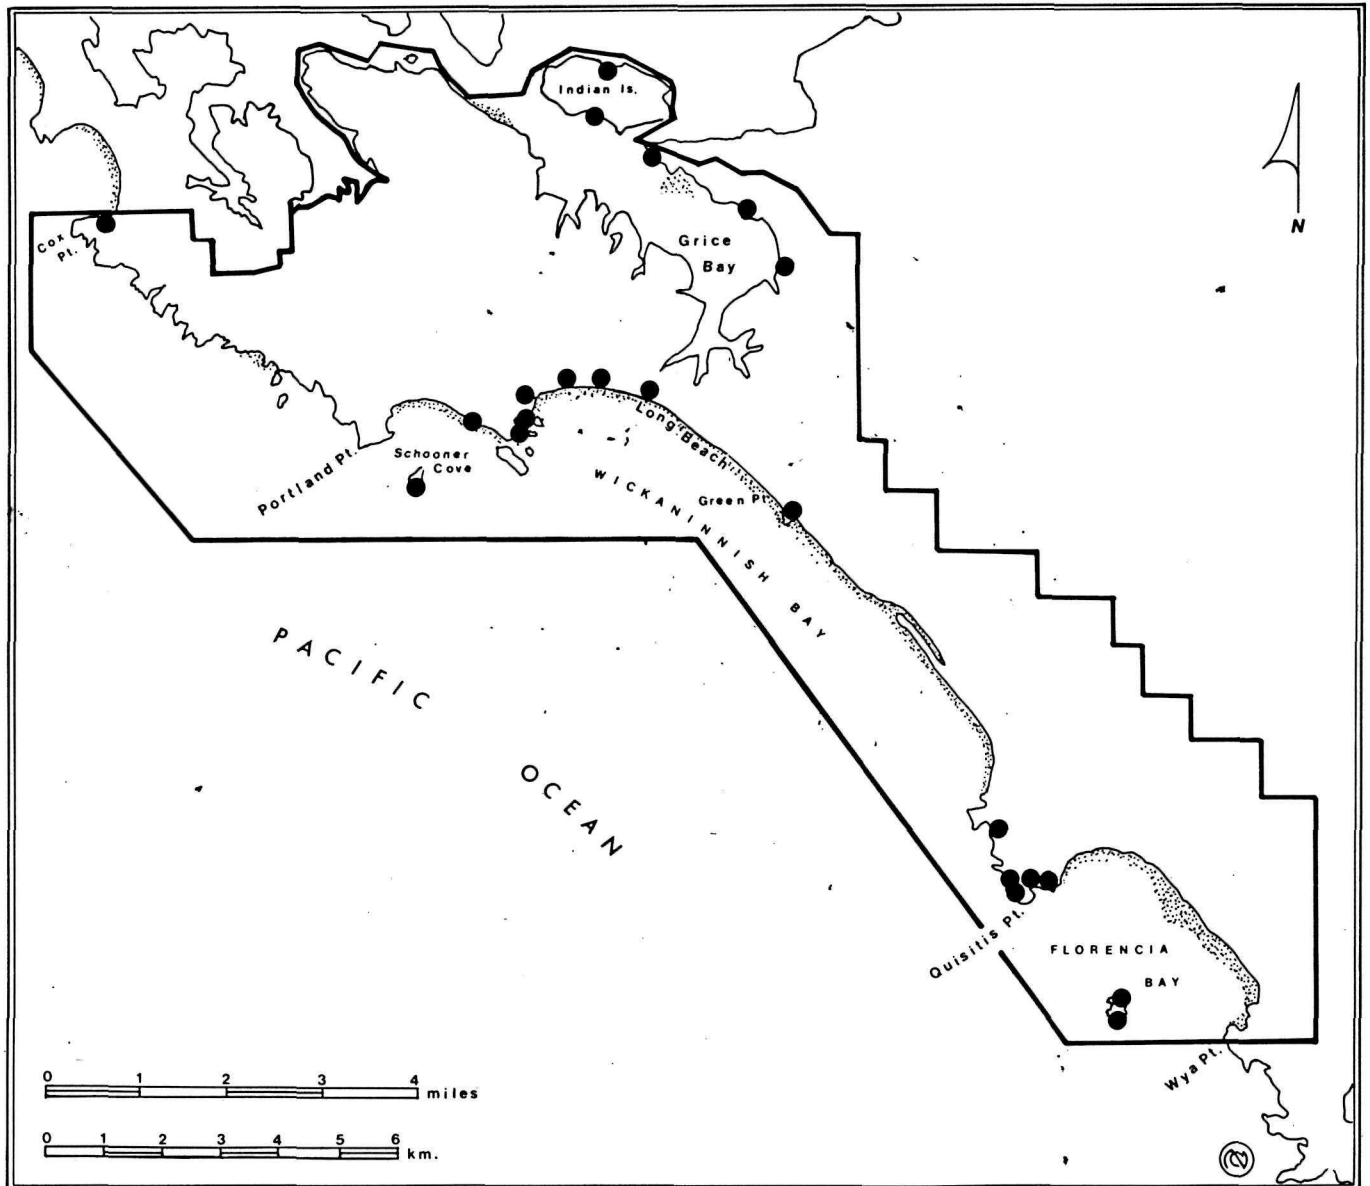 Indian Is.
N
Cox
Pt.
Grice
Bay
Long Beach
Schooner
Cove
Portland Pt.
Green Pt.
WICKANINNISH BAY
PACIFIC
OCEAN
Quisitis Pt.
FLORENCIA
BAY
Wya Pt.
0 1 2 3 4
miles
0 1 2 3 4 5 6
km.